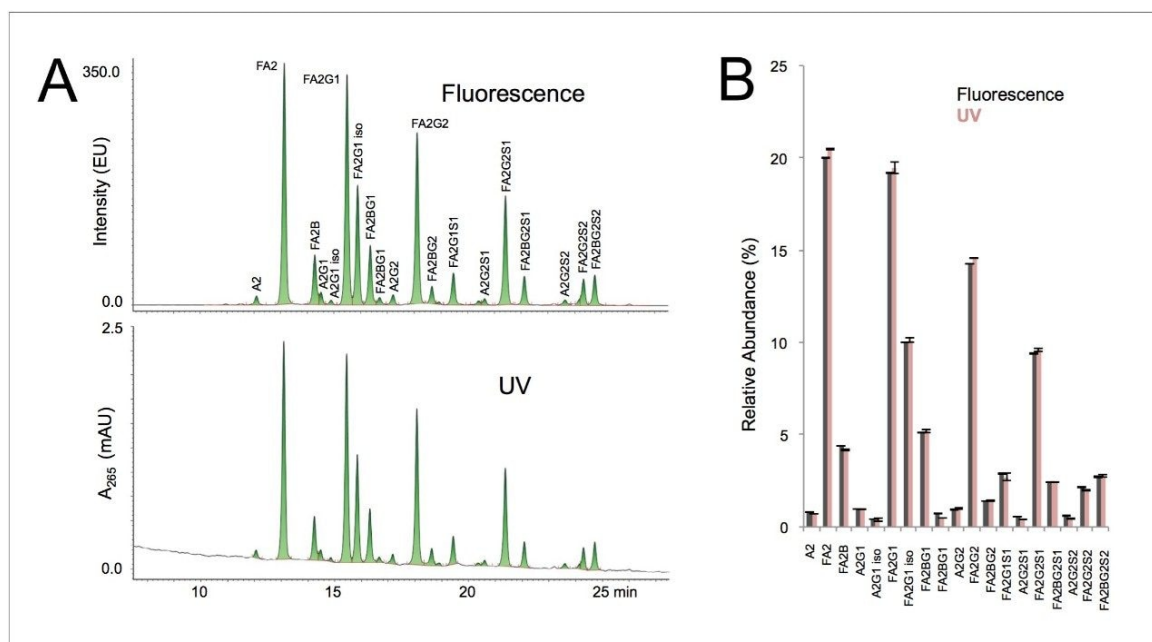 A
350.0
Intensity (EU)
0.0
Fluorescence
A2
FA2
FA2B
A2G1
A2G1 iso
FA2G1
FA2G1 iso
FA2BG1
FA2BG1
A2G2
FA2G2
FA2BG2
FA2G1S1
A2G2S1
FA2G2S1
FA2BG2S1
A2G2S2
FA2G2S2
FA2BG2S2
2.5
A265 (mAU)
0.0
UV
10
15
20
25 min
B
Fluorescence
UV
Relative Abundance (%)
25
20
15
10
5
0
A2
FA2
FA2B
A2G1
A2G1 iso
FA2G1
FA2G1 iso
FA2BG1
FA2BG1
A2G2
FA2G2
FA2BG2
FA2G1S1
A2G2S1
FA2G2S1
FA2BG2S1
A2G2S2
FA2G2S2
FA2BG2S2